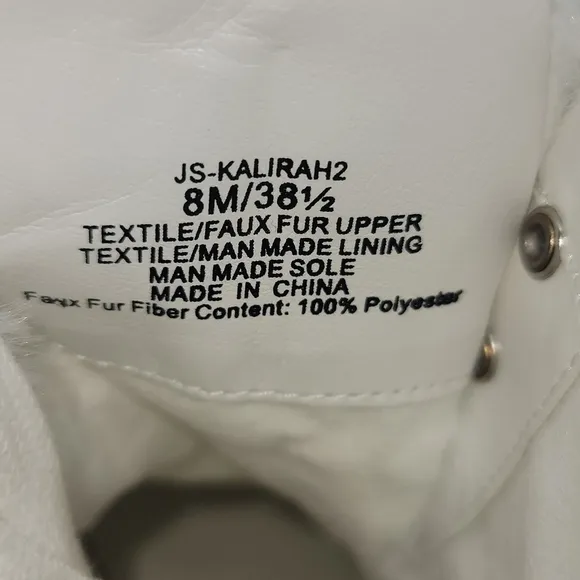 JS-KALIRAH2
8M/38½
TEXTILE/FAUX FUR UPPER
TEXTILE/MAN MADE LINING
MAN MADE SOLE
MADE IN CHINA
Faux Fur Fiber Content: 100% Polyester